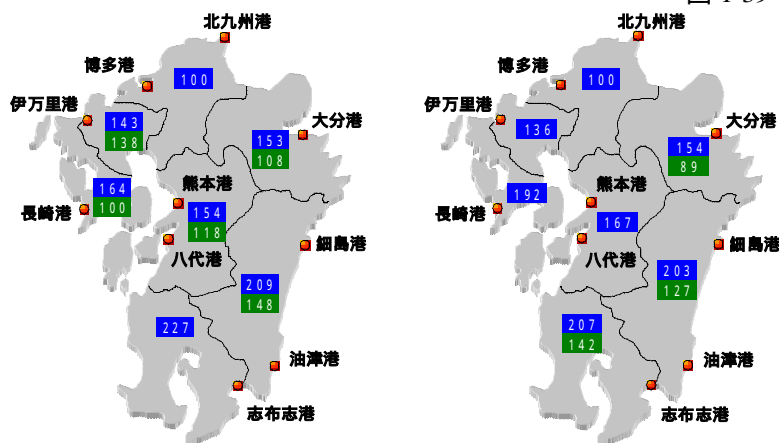 図 1-39
北九州港
博多港
100
伊万里港
143
138
大分港
153
108
164
100
長崎港
熊本港
154
118
八代港
細島港
209
148
227
油津港
志布志港
北九州港
博多港
100
伊万里港
136
大分港
154
89
192
長崎港
熊本港
167
八代港
細島港
203
127
207
142
油津港
志布志港